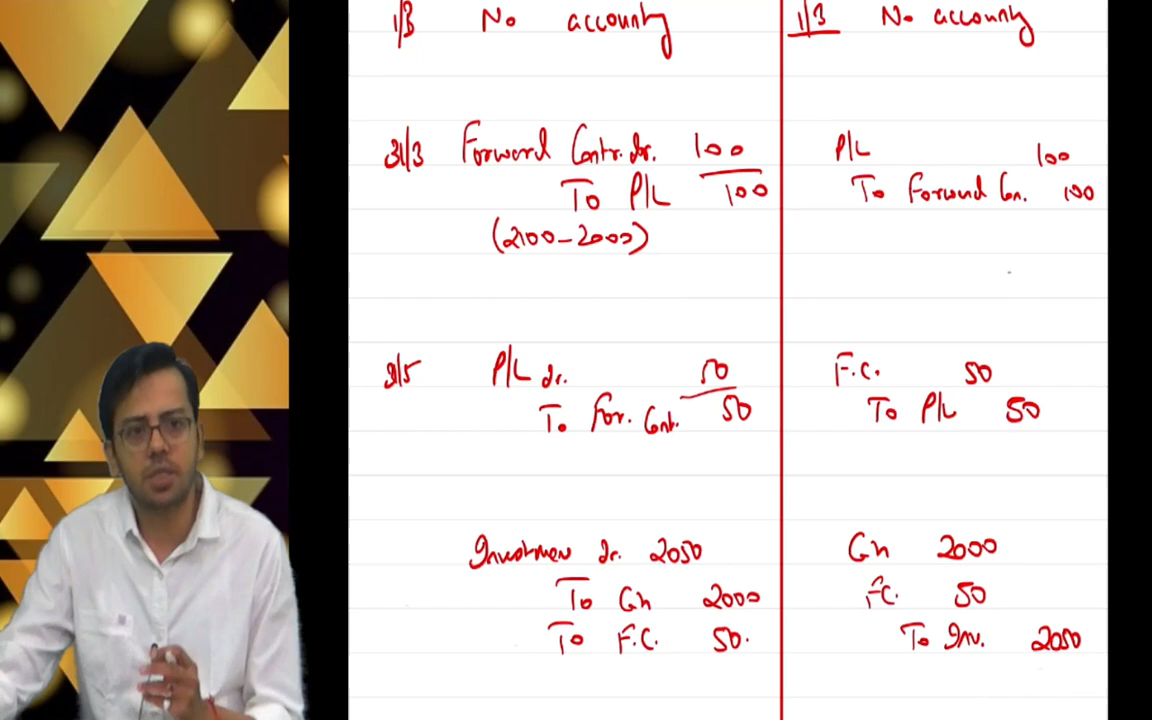 1/3 No accounty
31/3 Forward Contr. dr. 100
To P/L 100
(2100-2000)
31/5 P/L dr. 50
To For. Cont. 50
Investmen dr. 2050
To Cn 2000
To F.C. 50.
1/3 No accounty
P/L 100
To Forward Con. 100
F.C. 50
To P/L 50
Cn 2000
F.C. 50
To Inv. 2050